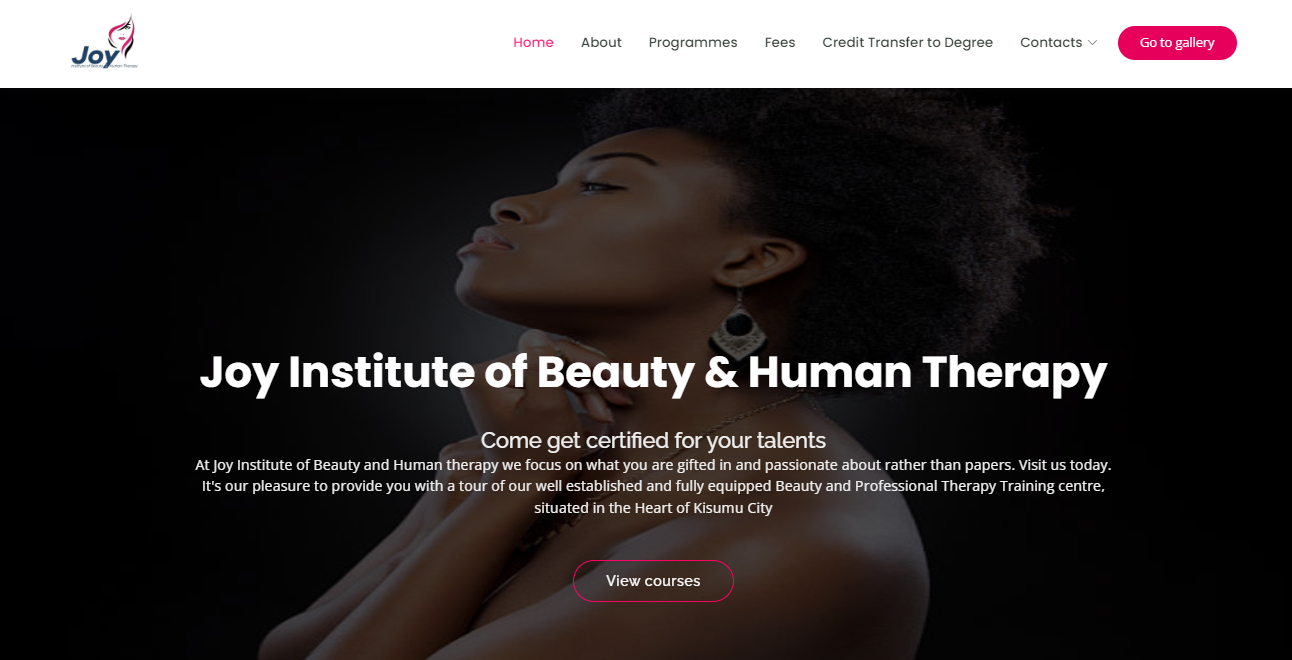 Joy
Institute of Beauty & Human Therapy
Home
About
Programmes
Fees
Credit Transfer to Degree
Contacts
Go to gallery
Joy Institute of Beauty & Human Therapy
Come get certified for your talents
At Joy Institute of Beauty and Human therapy we focus on what you are gifted in and passionate about rather than papers. Visit us today.
It's our pleasure to provide you with a tour of our well established and fully equipped Beauty and Professional Therapy Training centre,
situated in the Heart of Kisumu City
View courses